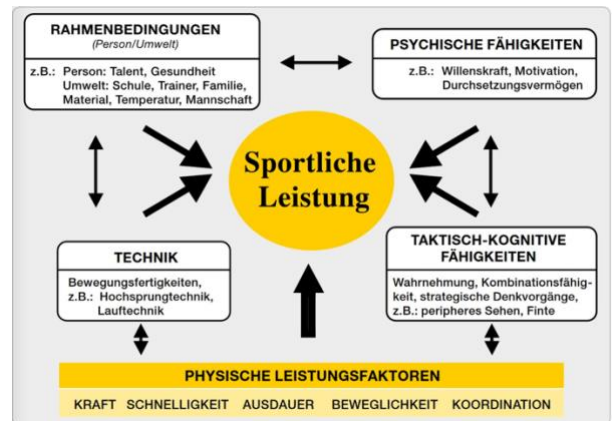 RAHMENBEDINGUNGEN
(Person/Umwelt)
z.B.: Person: Talent, Gesundheit
Umwelt: Schule, Trainer, Familie,
Material, Temperatur, Mannschaft
PSYCHISCHE FÄHIGKEITEN
z.B.: Willenskraft, Motivation,
Durchsetzungsvermögen
Sportliche
Leistung
TECHNIK
Bewegungsfertigkeiten,
z.B.: Hochsprungtechnik,
Lauftechnik
TAKTISCH-KOGNITIVE
FÄHIGKEITEN
Wahrnehmung, Kombinationsfähig-
keit, strategische Denkvorgänge,
z.B.: peripheres Sehen, Finte
PHYSISCHE LEISTUNGSFAKTOREN
KRAFT SCHNELLIGKEIT AUSDAUER BEWEGLICHKEIT KOORDINATION